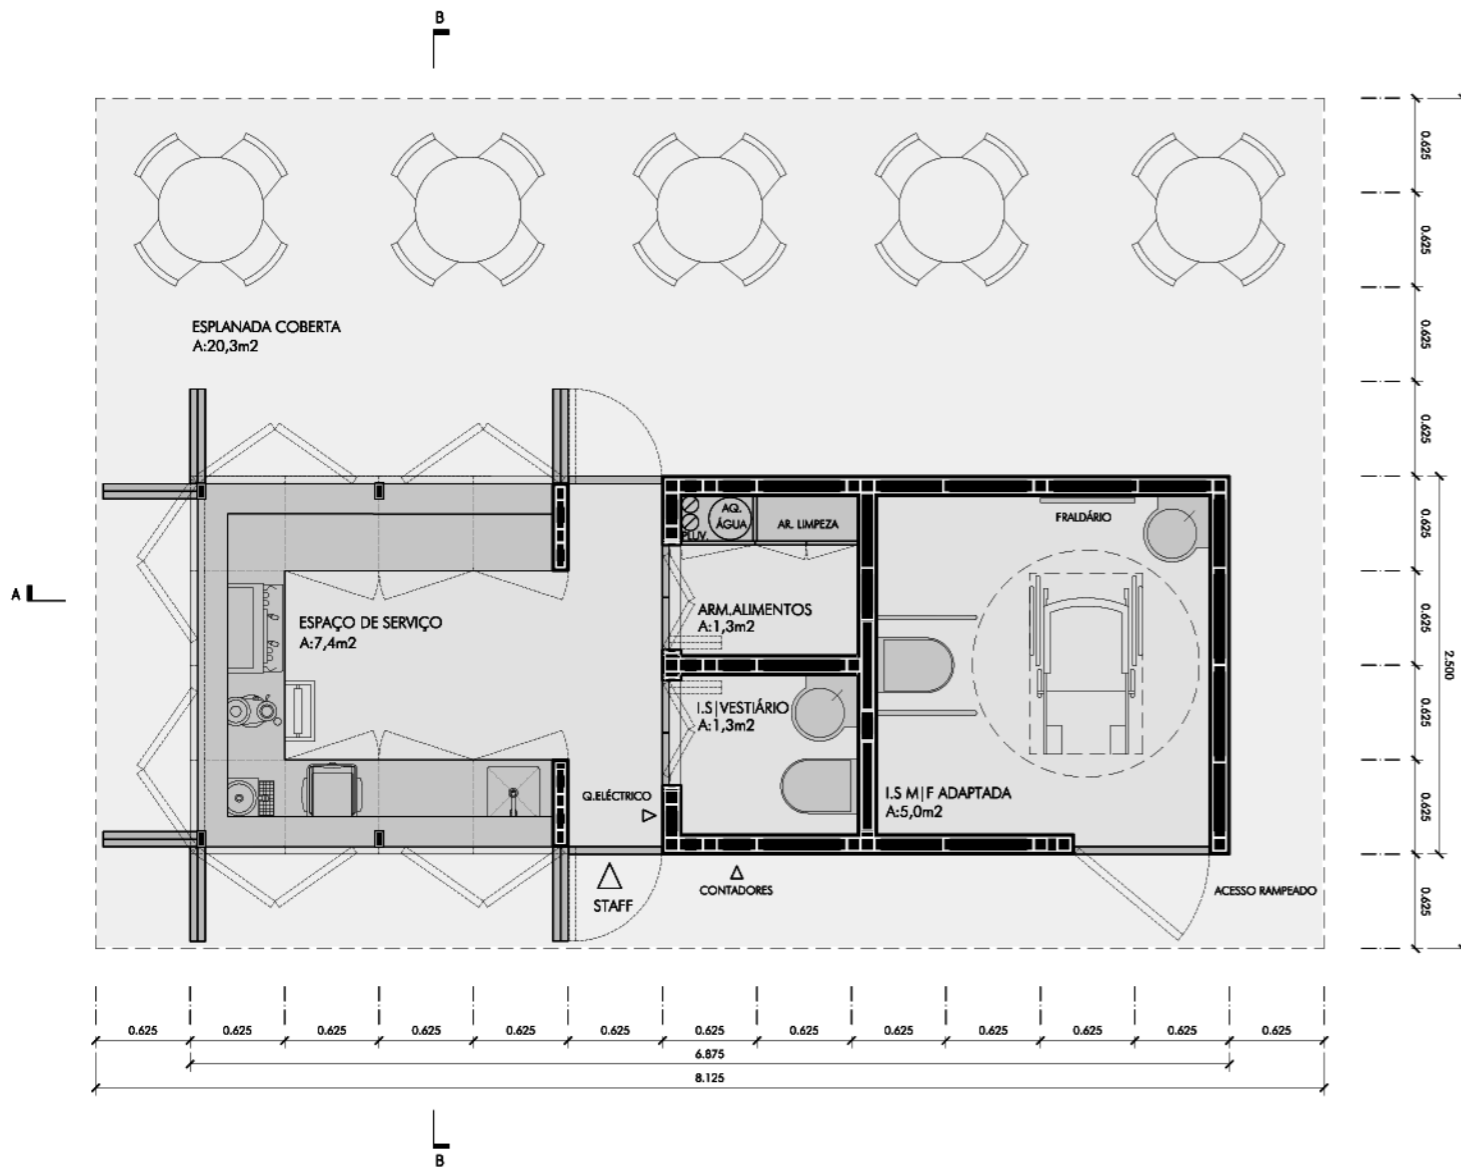 B
0.625
0.625
0.625
0.625
0.625
0.625
0.625
0.625
0.625
2.500
ESPLANADA COBERTA
A:20,3m2
AQ.
ÁGUA
PLUV.
AR. LIMPEZA
FRALDÁRIO
A
ESPAÇO DE SERVIÇO
A:7,4m2
ARM.ALIMENTOS
A:1,3m2
I.S|VESTIÁRIO
A:1,3m2
Q.ELÉCTRICO
I.S M|F ADAPTADA
A:5,0m2
STAFF
CONTADORES
ACESSO RAMPEADO
0.625 0.625 0.625 0.625 0.625 0.625 0.625 0.625 0.625 0.625 0.625 0.625 0.625
6.875
8.125
B